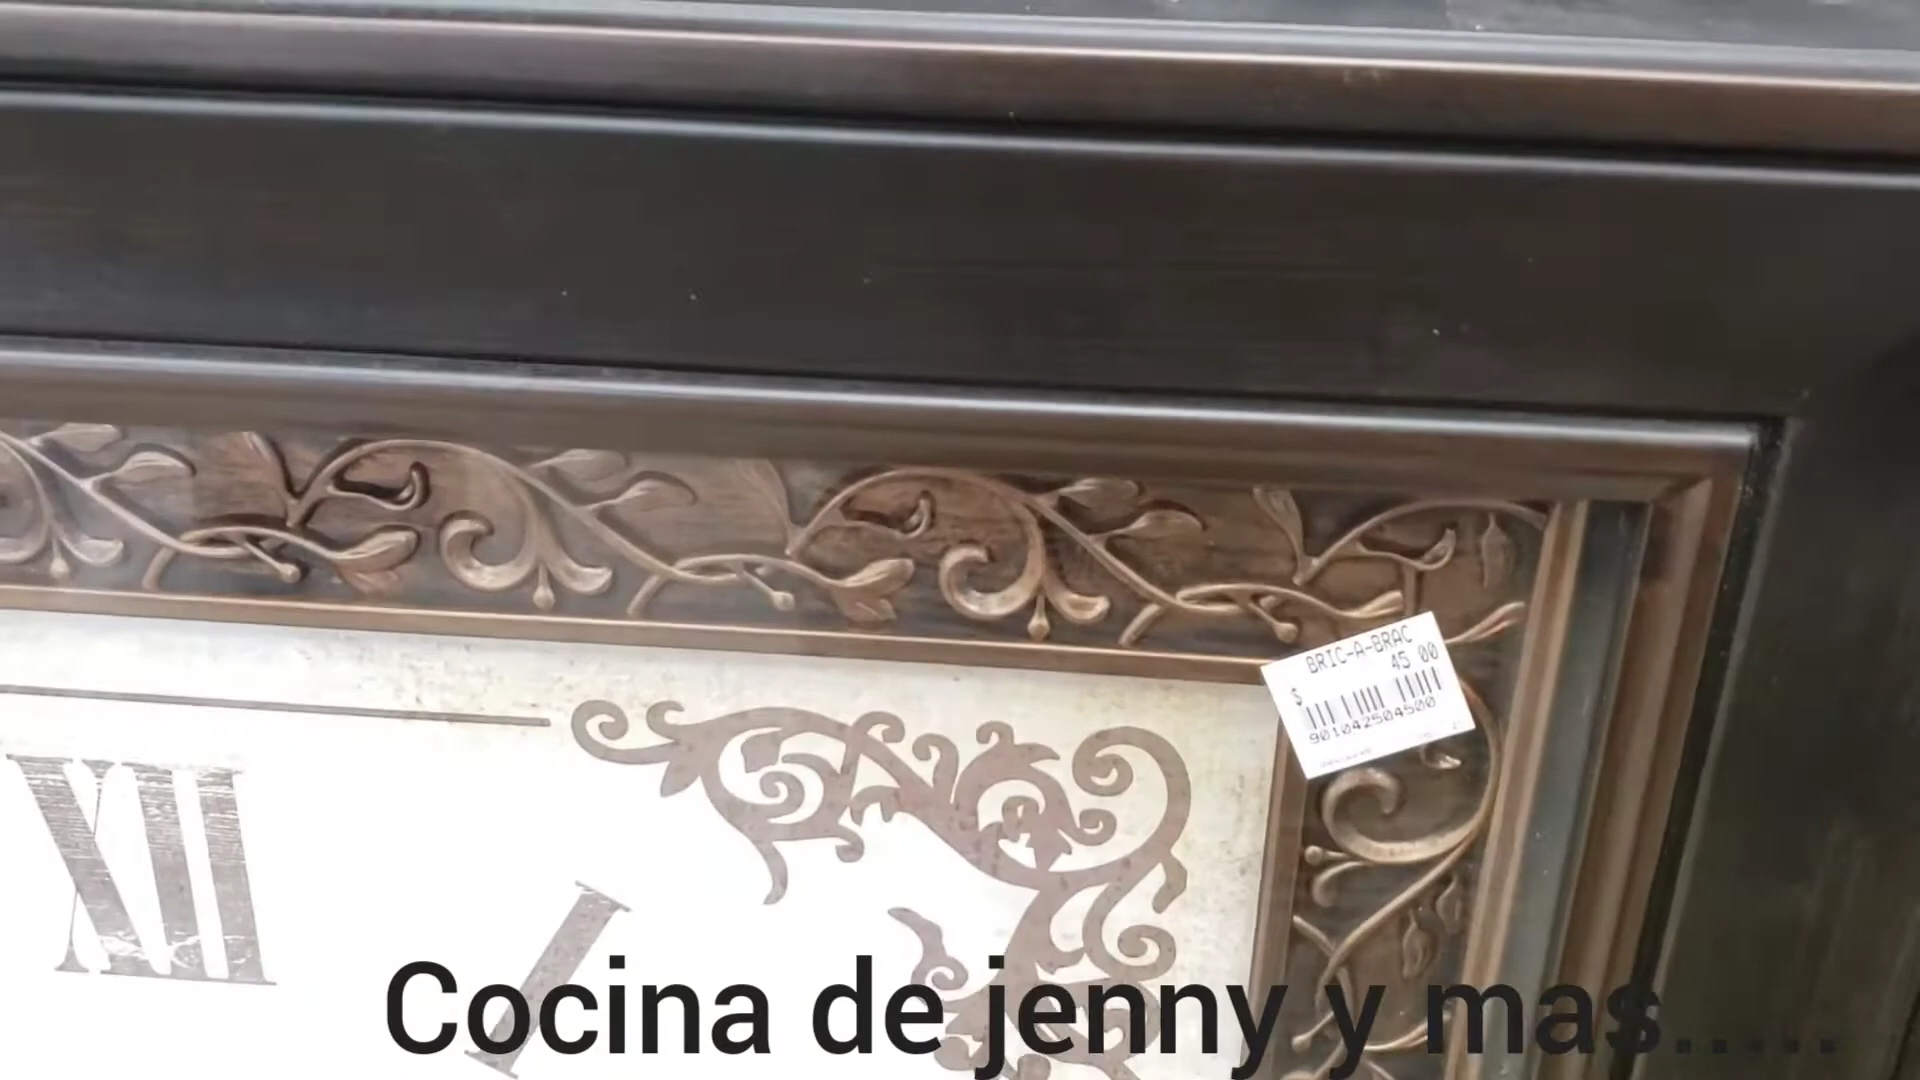 BRIC-A-BRAC
45 00
$
901042504500
XII
I
Cocina de jenny y mas......